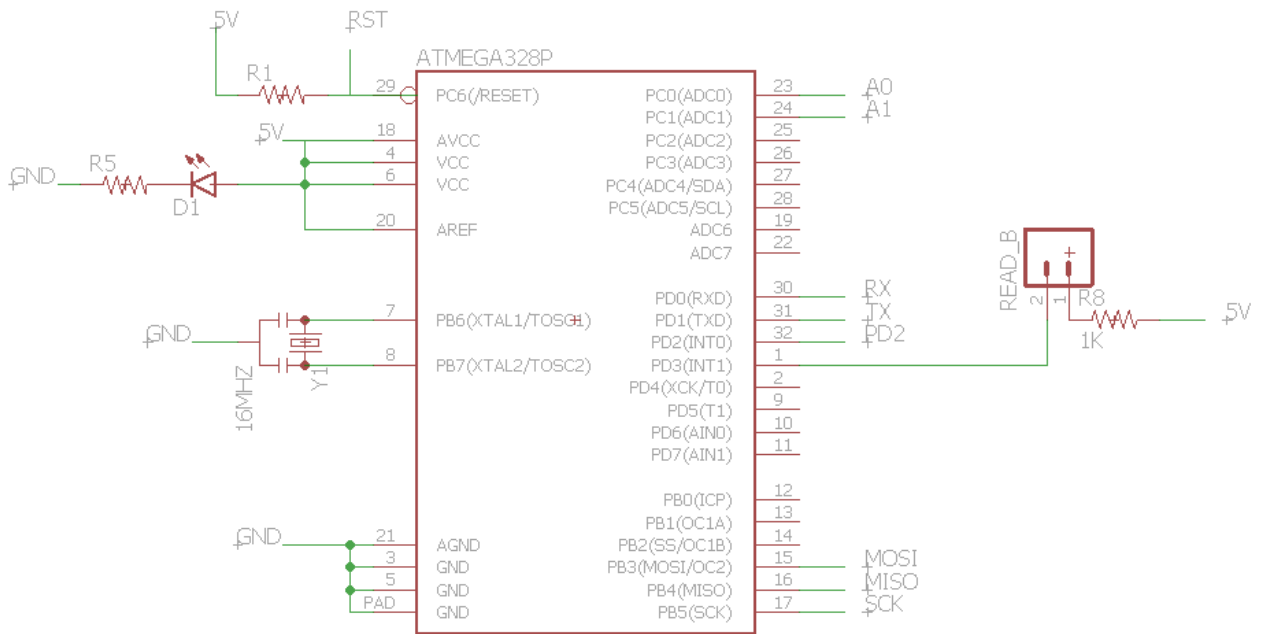 5V
RST
ATMEGA328P
R1
29
PC6(/RESET)
PC0(ADC0)
23
A0
PC1(ADC1)
24
A1
5V
18
AVCC
PC2(ADC2)
25
4
VCC
PC3(ADC3)
26
GND
R5
D1
6
VCC
PC4(ADC4/SDA)
27
PC5(ADC5/SCL)
28
20
AREF
ADC6
19
ADC7
22
READ_B
2
1
R8
1K
5V
PD0(RXD)
30
RX
GND
7
PB6(XTAL1/TOSC1)
PD1(TXD)
31
TX
PD2(INT0)
32
PD2
8
PB7(XTAL2/TOSC2)
PD3(INT1)
1
16MHZ
Y1
PD4(XCK/T0)
2
PD5(T1)
9
PD6(AIN0)
10
PD7(AIN1)
11
PB0(ICP)
12
PB1(OC1A)
13
GND
21
AGND
PB2(SS/OC1B)
14
3
GND
PB3(MOSI/OC2)
15
MOSI
5
GND
PB4(MISO)
16
MISO
PAD
GND
PB5(SCK)
17
SCK